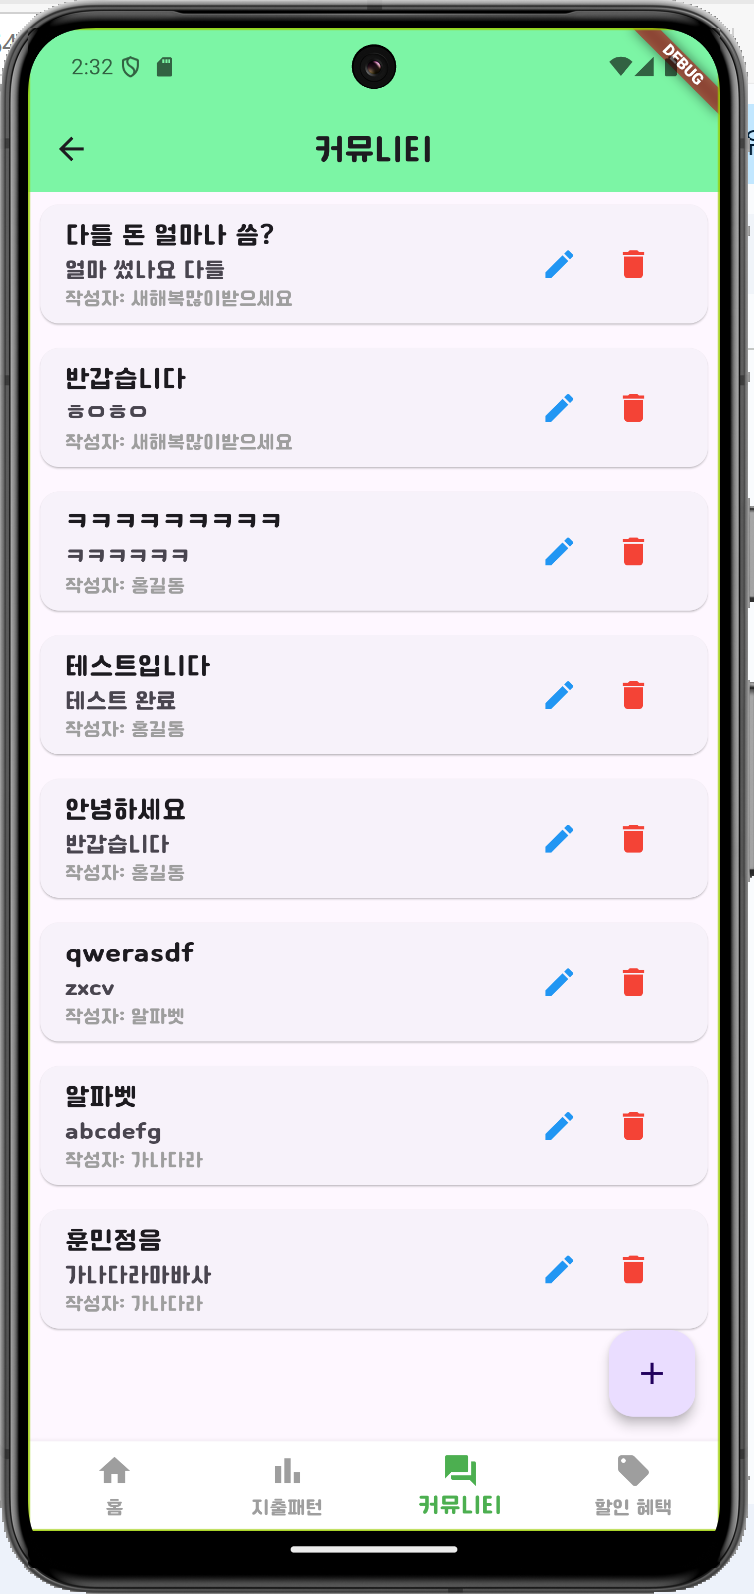 2:32
DEBUG
커뮤니티
다들 돈 얼마나 씀?
얼마 썼나요 다들
작성자: 새해복많이받으세요
반갑습니다
ㅎㅇㅎㅇ
작성자: 새해복많이받으세요
ㅋㅋㅋㅋㅋㅋㅋㅋㅋ
ㅋㅋㅋㅋㅋㅋ
작성자: 홍길동
테스트입니다
테스트 완료
작성자: 홍길동
안녕하세요
반갑습니다
작성자: 홍길동
qwerasdf
zxcv
작성자: 알파벳
알파벳
abcdefg
작성자: 가나다라
훈민정음
가나다라마바사
작성자: 가나다라
홈
지출패턴
커뮤니티
할인 혜택